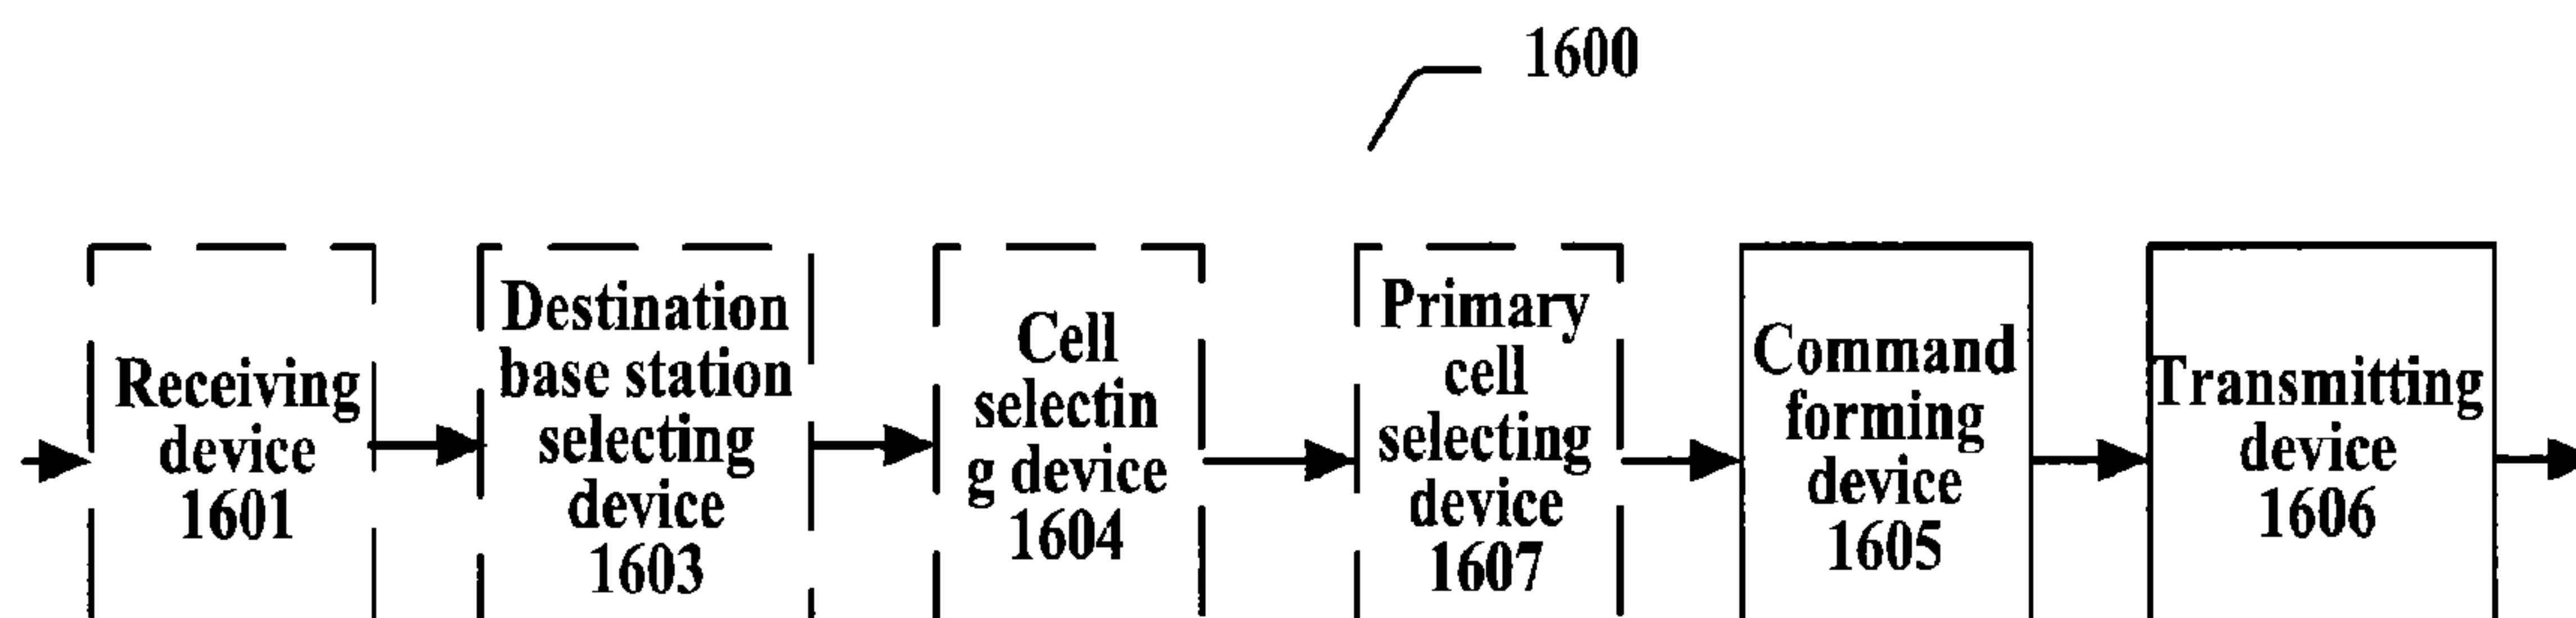 1600
Receiving
device
1601
Destination
base station
selecting
device
1603
Cell
selectin
g device
1604
Primary
cell
selecting
device
1607
Command
forming
device
1605
Transmitting
device
1606